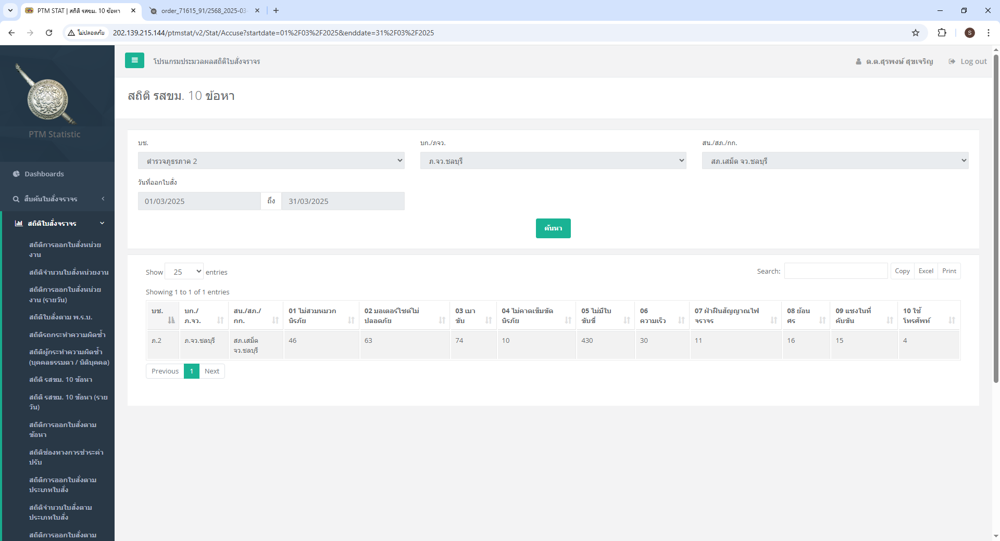 PTM STAT | สถิติ รสขม. 10 ข้อหา
order_71615_91/2568_2025-03-
ไม่ปลอดภัย
202.139.215.144/ptmstat/v2/Stat/Accuse?startdate=01%2F03%2F2025&enddate=31%2F03%2F2025
S
โปรแกรมประมวลผลสถิติใบสั่งจราจร
ด.ต.สุรพงษ์ สุขเจริญ
Log out
PTM Statistic
Dashboards
สืบค้นใบสั่งจราจร
สถิติใบสั่งจราจร
สถิติการออกใบสั่งหน่วย
งาน
สถิติจำนวนใบสั่งหน่วยงาน
สถิติการออกใบสั่งหน่วย
งาน (รายวัน)
สถิติใบสั่งตาม พ.ร.บ.
สถิติรถกระทำความผิดซ้ำ
สถิติผู้กระทำความผิดซ้ำ
(บุคคลธรรมดา / นิติบุคคล)
สถิติ รสขม. 10 ข้อหา
สถิติ รสขม. 10 ข้อหา (ราย
วัน)
สถิติการออกใบสั่งตาม
ข้อหา
สถิติช่องทางการชำระค่า
ปรับ
สถิติการออกใบสั่งตาม
ประเภทใบสั่ง
สถิติจำนวนใบสั่งตาม
ประเภทใบสั่ง
สถิติการออกใบสั่งตาม
สถิติ รสขม. 10 ข้อหา
บช.
บก./ภจว.
สน./สภ./กก.
ตำรวจภูธรภาค 2
ภ.จว.ชลบุรี
สภ.เสม็ด จว.ชลบุรี
วันที่ออกใบสั่ง
01/03/2025 ถึง 31/03/2025
ค้นหา
Show 25 entries
Search:
Copy Excel Print
Showing 1 to 1 of 1 entries
บช. บก./ สน./สภ./ 01 ไม่สวมหมวก 02 มอเตอร์ไซต์ไม่ 03 เมา 04 ไม่คาดเข็มขัด 05 ไม่มีใบ 06 07 ฝ่าฝืนสัญญาณไฟ 08 ย้อน 09 แซงในที่ 10 ใช้
ภ.จว. กก. นิรภัย ปลอดภัย ขับ นิรภัย ขับขี่ ความเร็ว จราจร ศร คับขัน โทรศัพท์
ภ.2 ภ.จว.ชลบุรี สภ.เสม็ด 46 63 74 10 430 30 11 16 15 4
จว.ชลบุรี
Previous 1 Next